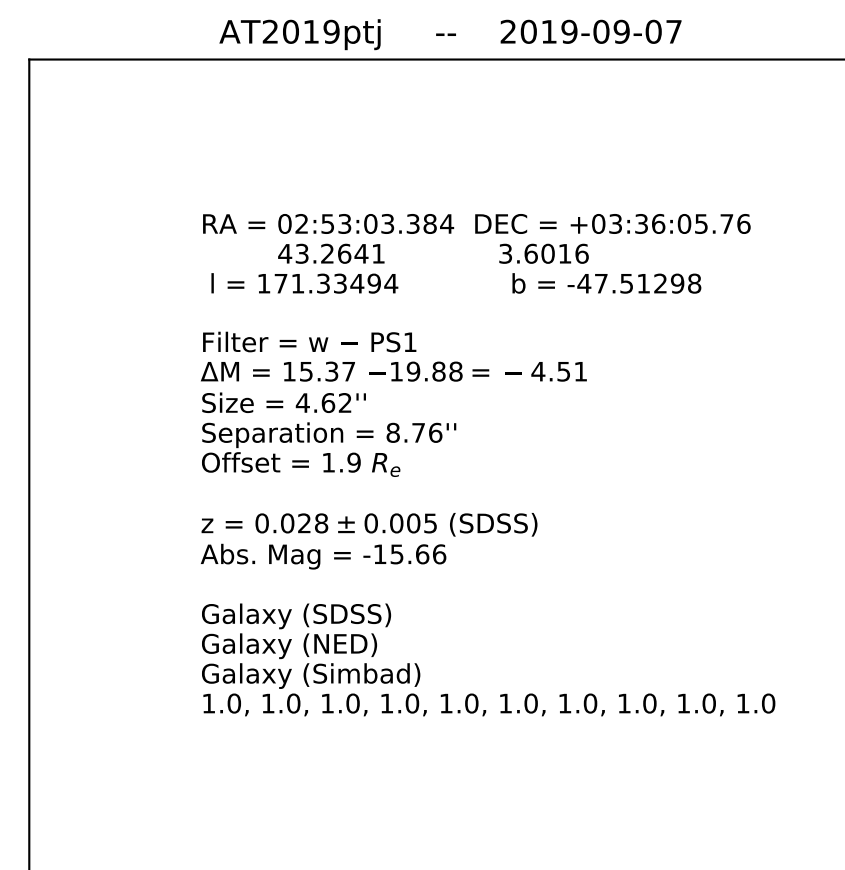 AT2019ptj -- 2019-09-07
RA = 02:53:03.384 DEC = +03:36:05.76
43.2641 3.6016
l = 171.33494 b = -47.51298
Filter = w − PS1
ΔM = 15.37 −19.88 = − 4.51
Size = 4.62''
Separation = 8.76''
Offset = 1.9 Rₑ
z = 0.028 ± 0.005 (SDSS)
Abs. Mag = -15.66
Galaxy (SDSS)
Galaxy (NED)
Galaxy (Simbad)
1.0, 1.0, 1.0, 1.0, 1.0, 1.0, 1.0, 1.0, 1.0, 1.0